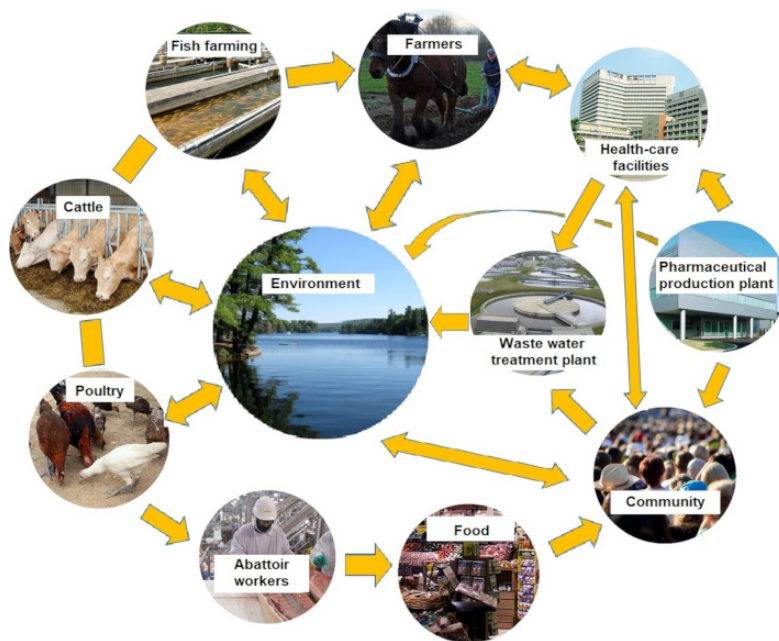 Fish farming
Farmers
Health-care
facilities
Cattle
Environment
Pharmaceutical
production plant
Waste water
treatment plant
Poultry
Community
Abattoir
workers
Food